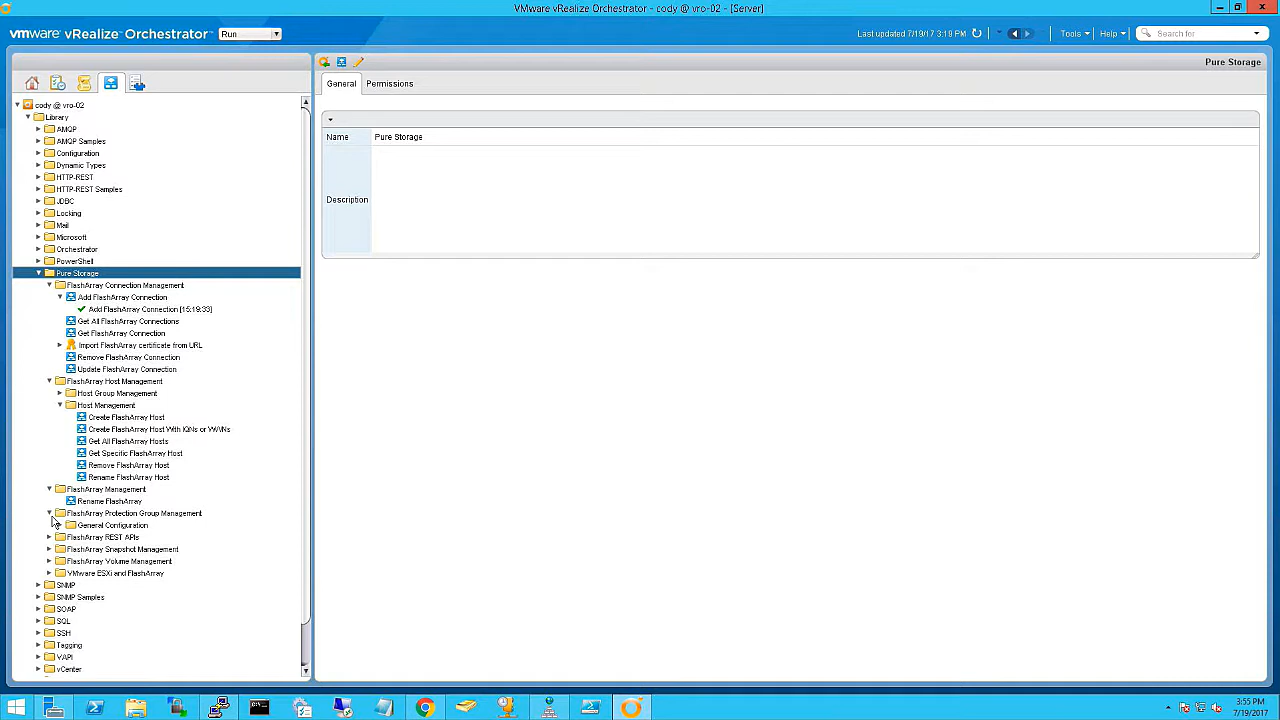 VMware vRealize Orchestrator - cody @ vro-02 - [Server]
vmware vRealize™ Orchestrator™ Run
Last updated 7/19/17 3:19 PM
Tools
Help
Search for
Pure Storage
General
Permissions
Name
Pure Storage
Description
cody @ vro-02
Library
AMQP
AMQP Samples
Configuration
Dynamic Types
HTTP-REST
HTTP-REST Samples
JDBC
Locking
Mail
Microsoft
Orchestrator
PowerShell
Pure Storage
FlashArray Connection Management
Add FlashArray Connection
Add FlashArray Connection [15:19:33]
Get All FlashArray Connections
Get FlashArray Connection
Import FlashArray certificate from URL
Remove FlashArray Connection
Update FlashArray Connection
FlashArray Host Management
Host Group Management
Host Management
Create FlashArray Host
Create FlashArray Host With IQNs or WWNs
Get All FlashArray Hosts
Get Specific FlashArray Host
Remove FlashArray Host
Rename FlashArray Host
FlashArray Management
Rename FlashArray
FlashArray Protection Group Management
General Configuration
FlashArray REST APIs
FlashArray Snapshot Management
FlashArray Volume Management
VMware ESXi and FlashArray
SNMP
SNMP Samples
SOAP
SQL
SSH
Tagging
VAPI
vCenter
3:55 PM
7/19/2017